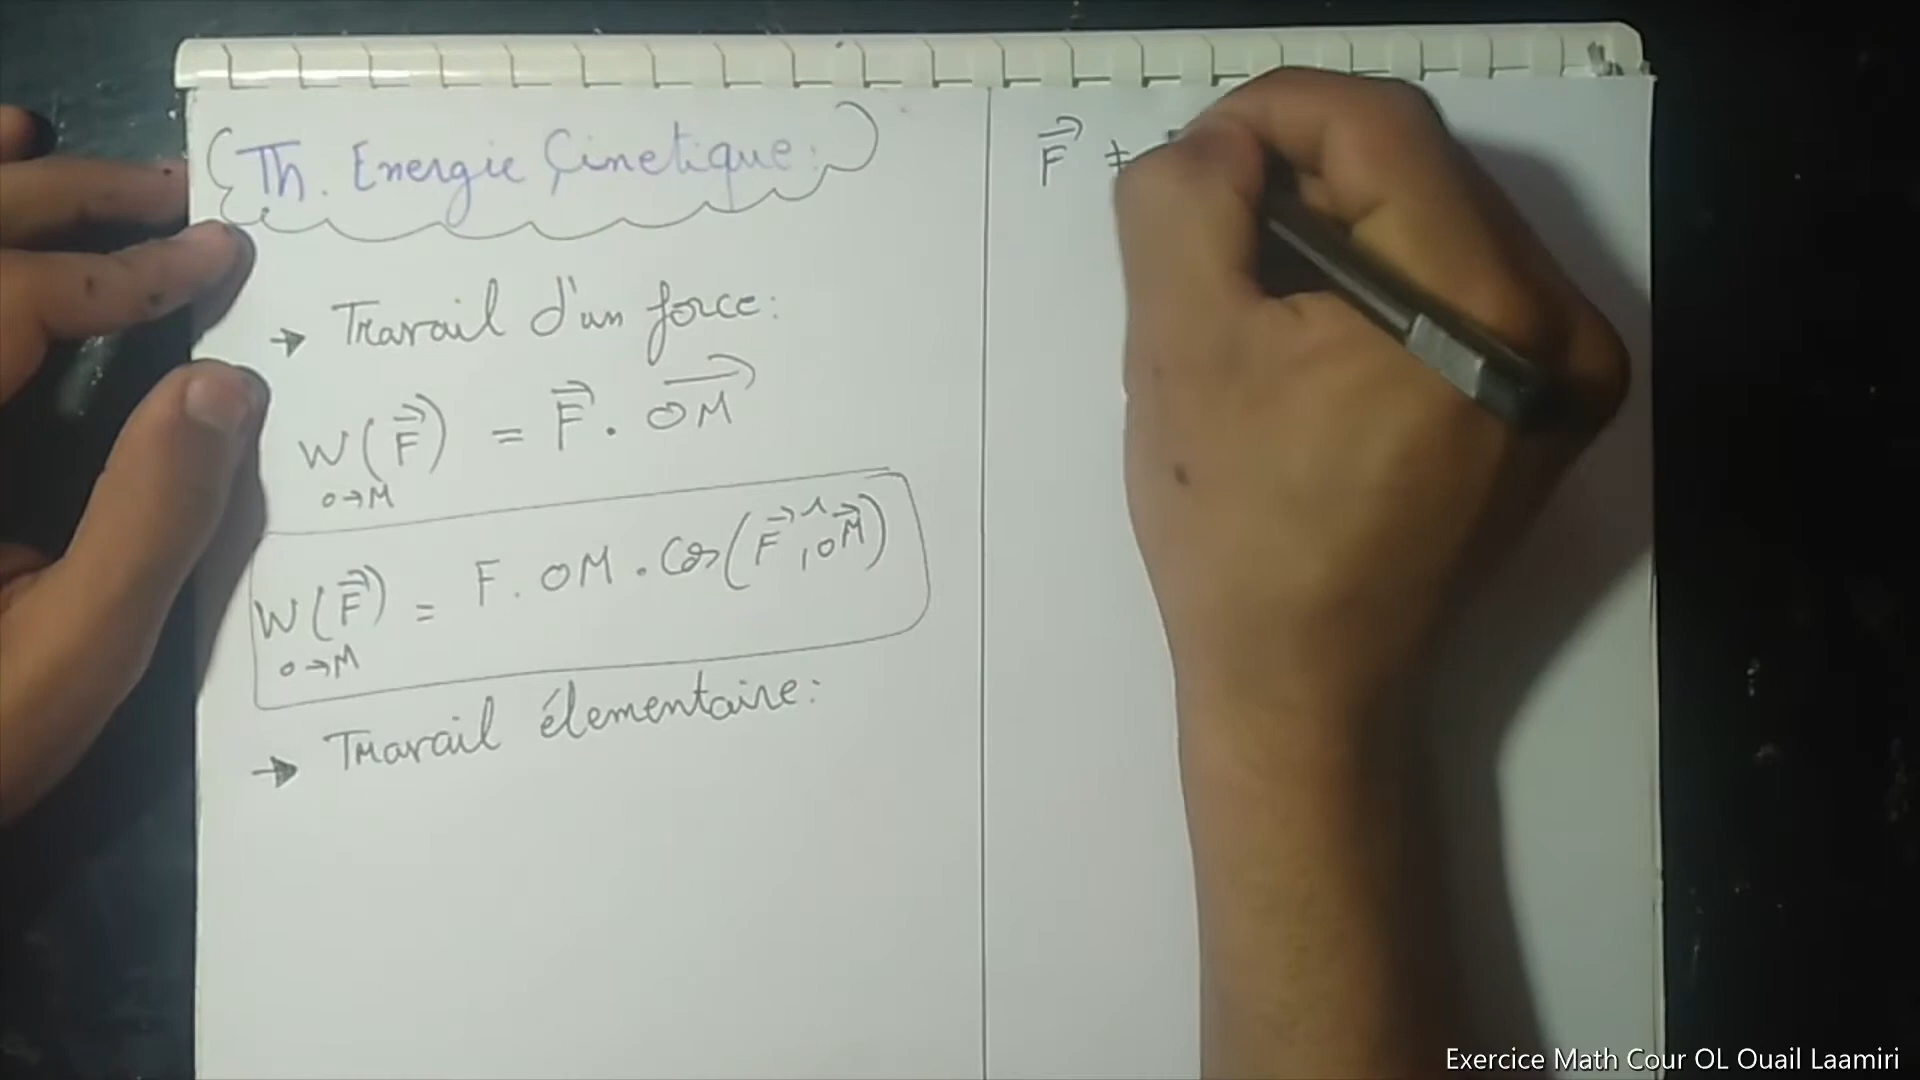 Th. Energie Cinetique:
→ Travail d'un force:
W(F⃗) = F⃗ . OM⃗
O→M
W(F⃗) = F . OM . Cos(F⃗, OM⃗)
O→M
→ Travail élementaire:
F⃗ ≠
Exercice Math Cour OL Ouail Laamiri